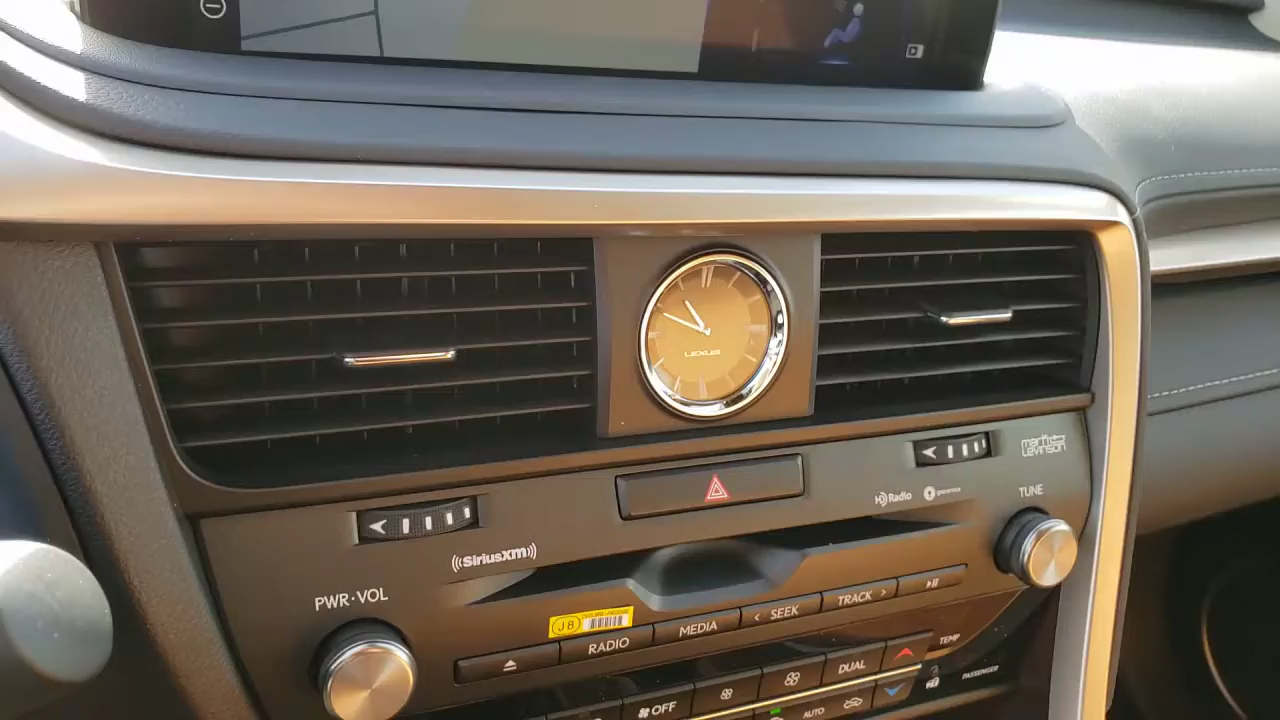 LEXUS
mark Levinson
HD Radio
gracenote
TUNE
SiriusXM
PWR·VOL
J8
RADIO
MEDIA
< SEEK
TRACK >
TEMP
DUAL
PASSENGER
OFF
AUTO